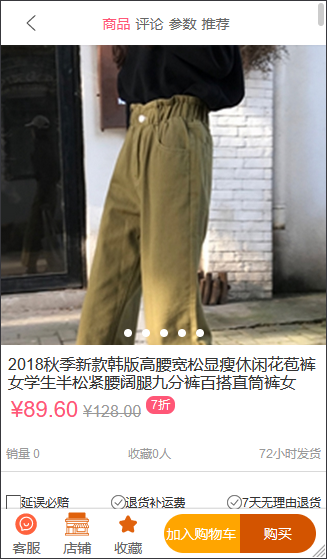 商品 评论 参数 推荐
2018秋季新款韩版高腰宽松显瘦休闲花苞裤
女学生半松紧腰阔腿九分裤百搭直筒裤女
¥89.60 ¥128.00 7折
销量 0 收藏0人 72小时发货
延误必赔 退货补运费 7天无理由退货
客服 店铺 收藏 加入购物车 购买